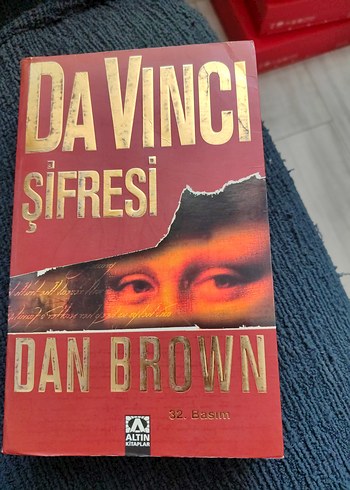 DA VINCI
ŞİFRESİ
DAN BROWN
32. Basım
ALTIN
KİTAPLAR